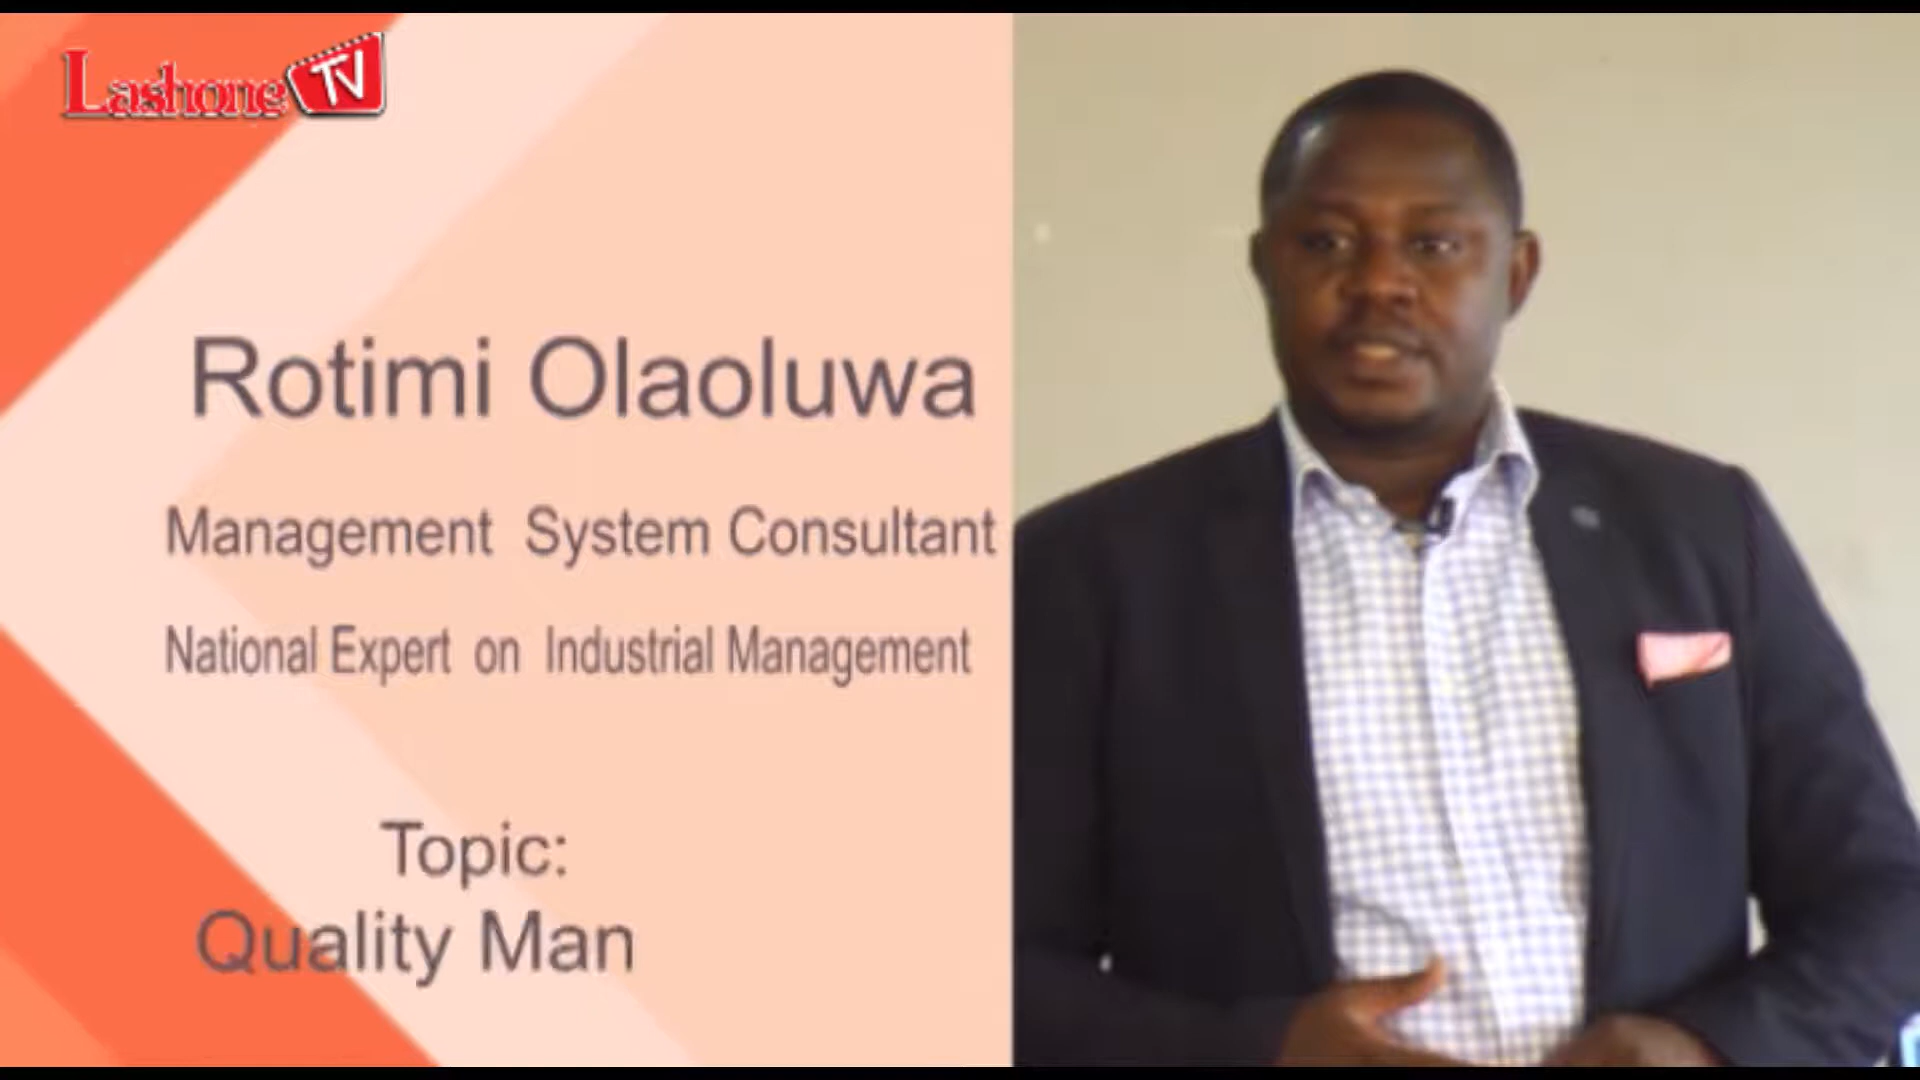 Lashone TV
Rotimi Olaoluwa
Management System Consultant
National Expert on Industrial Management
Topic:
Quality Man